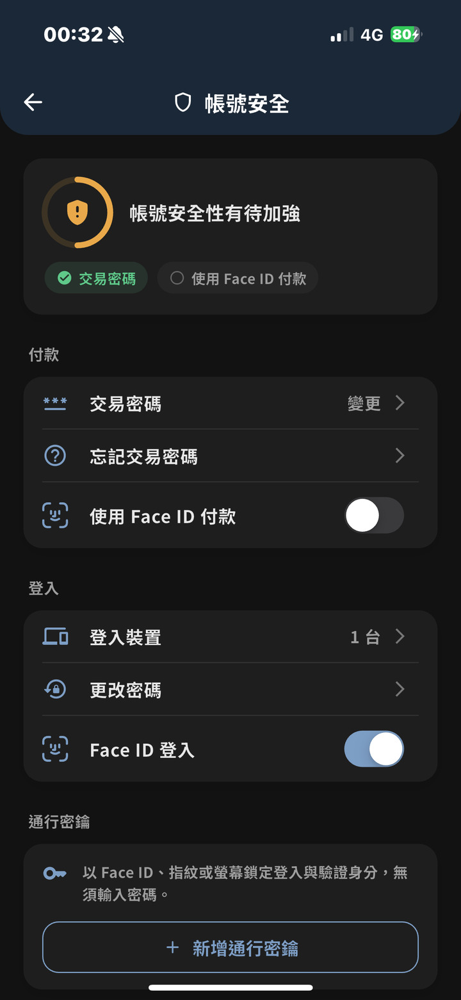 00:32
4G
80
帳號安全
帳號安全性有待加強
交易密碼
使用 Face ID 付款
付款
交易密碼
變更
忘記交易密碼
使用 Face ID 付款
登入
登入裝置
1 台
更改密碼
Face ID 登入
通行密鑰
以 Face ID、指紋或螢幕鎖定登入與驗證身分，無
須輸入密碼。
+ 新增通行密鑰